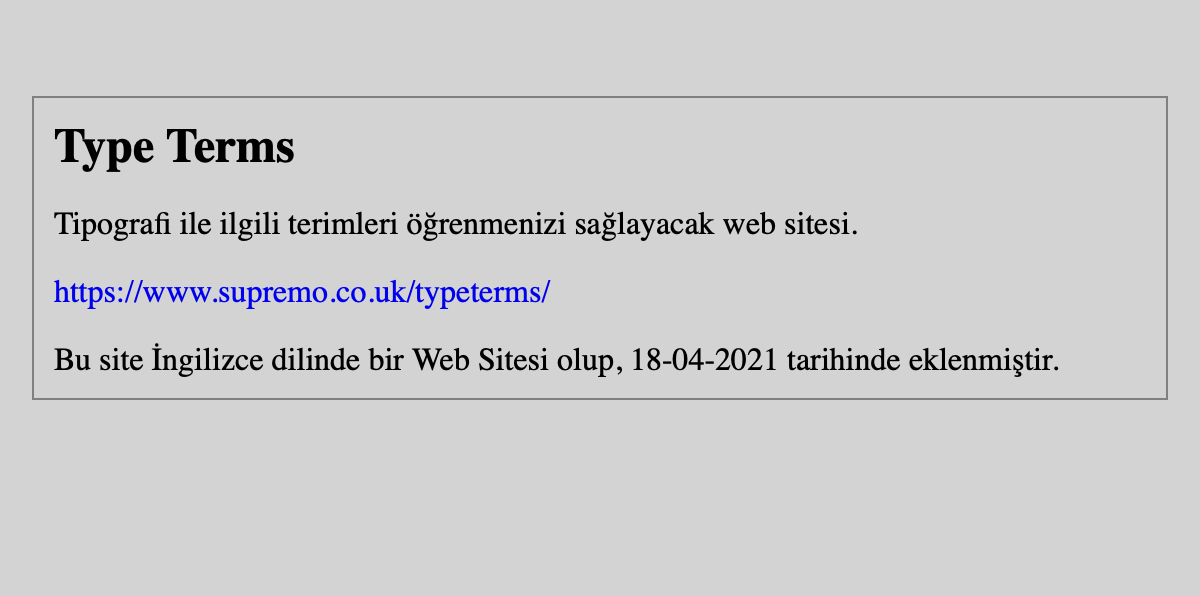 Type Terms
Tipografi ile ilgili terimleri öğrenmenizi sağlayacak web sitesi.
https://www.supremo.co.uk/typeterms/
Bu site İngilizce dilinde bir Web Sitesi olup, 18-04-2021 tarihinde eklenmiştir.